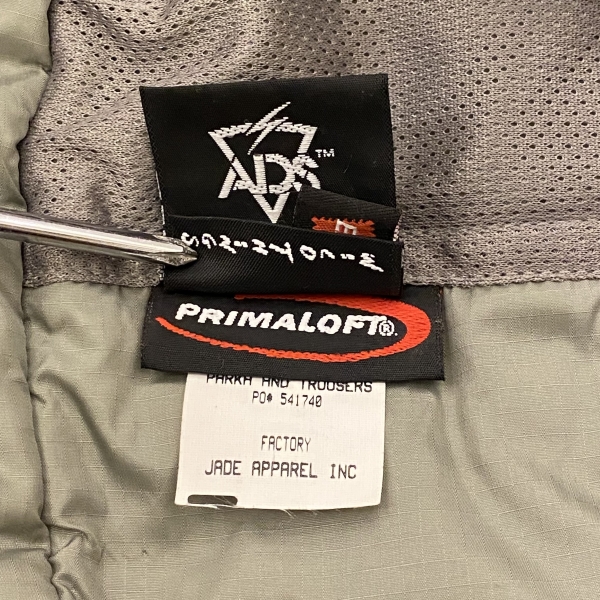 ADS™
PRIMALOFT®
PARKA AND TROUSERS
PO# 541740
FACTORY
JADE APPAREL INC